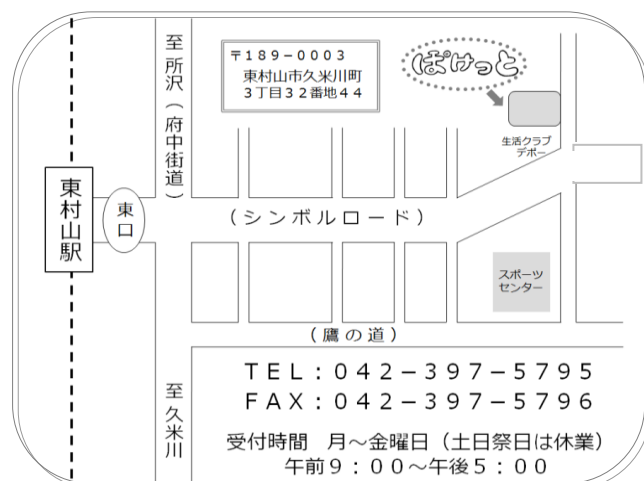 至 所沢（府中街道）
〒１８９－０００３
東村山市久米川町
３丁目３２番地４４
ぽけっと
生活クラブ
デポー
東村山駅
東口
（シンボルロード）
スポーツ
センター
（鷹の道）
至 久米川
ＴＥＬ：０４２－３９７－５７９５
ＦＡＸ：０４２－３９７－５７９６
受付時間　月～金曜日（土日祭日は休業）
午前９：００～午後５：００